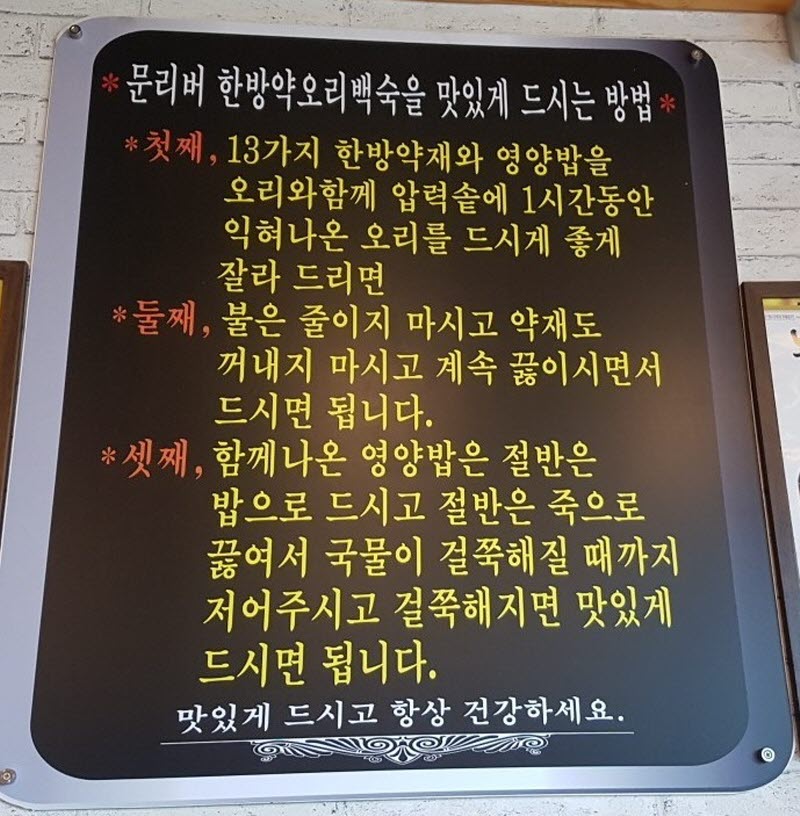 *문리버 한방약오리백숙을 맛있게 드시는 방법*
*첫째, 13가지 한방약재와 영양밥을
오리와함께 압력솥에 1시간동안
익혀나온 오리를 드시게 좋게
잘라 드리면
*둘째, 불은 줄이지 마시고 약재도
꺼내지 마시고 계속 끓이시면서
드시면 됩니다.
*셋째, 함께나온 영양밥은 절반은
밥으로 드시고 절반은 죽으로
끓여서 국물이 걸쭉해질 때까지
저어주시고 걸쭉해지면 맛있게
드시면 됩니다.
맛있게 드시고 항상 건강하세요.